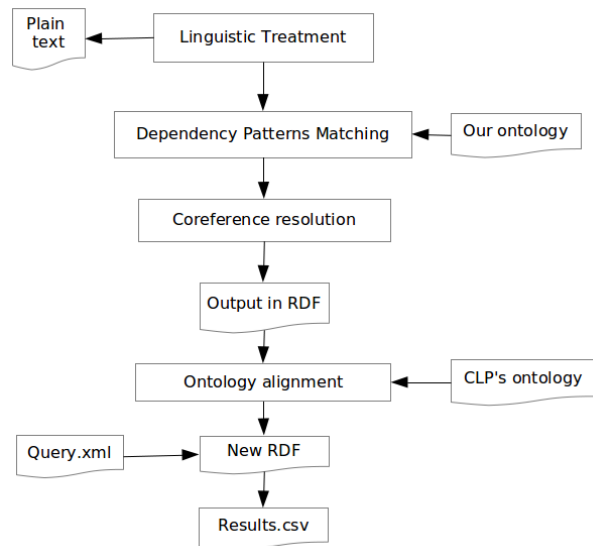 Plain
text
Linguistic Treatment
Dependency Patterns Matching
Our ontology
Coreference resolution
Output in RDF
Ontology alignment
CLP's ontology
Query.xml
New RDF
Results.csv